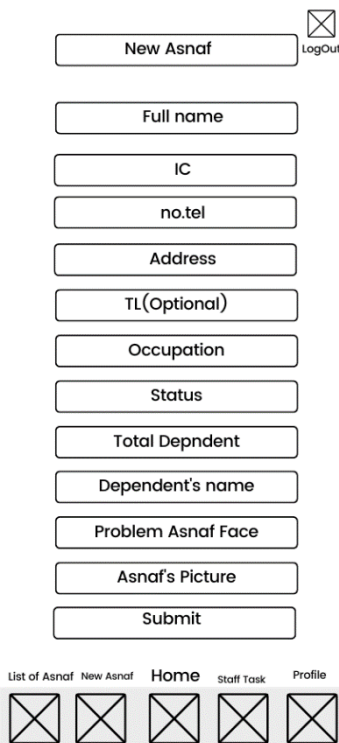 New Asnaf
LogOut
Full name
IC
no.tel
Address
TL(Optional)
Occupation
Status
Total Depndent
Dependent's name
Problem Asnaf Face
Asnaf's Picture
Submit
List of Asnaf New Asnaf Home Staff Task Profile